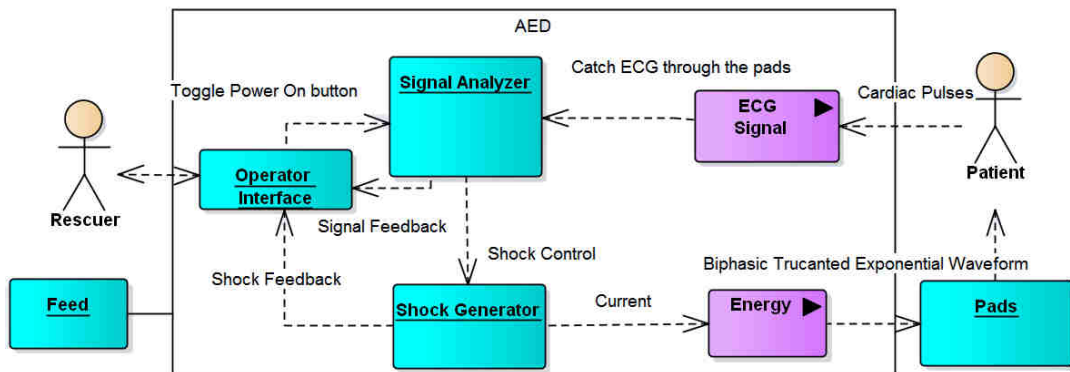 AED
Signal Analyzer
Catch ECG through the pads
Toggle Power On button
ECG
Signal
Cardiac Pulses
Operator
Interface
Rescuer
Patient
Signal Feedback
Shock Control
Shock Feedback
Biphasic Trucanted Exponential Waveform
Feed
Shock Generator
Current
Energy
Pads